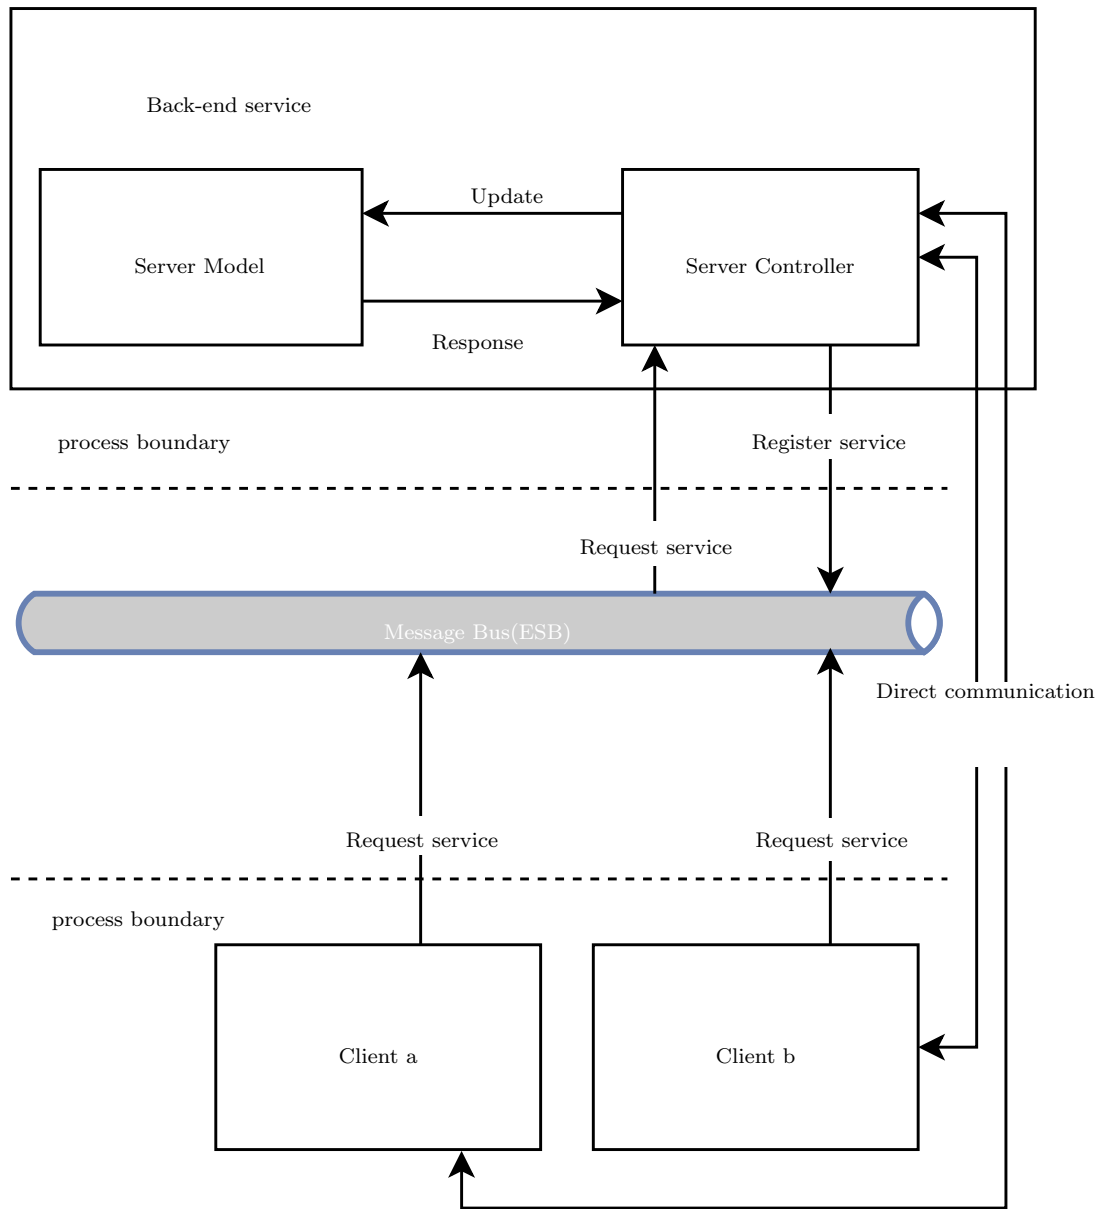 Back-end service
Update
Server Model
Server Controller
Response
process boundary
Register service
Request service
Message Bus(ESB)
Direct communication
Request service
Request service
process boundary
Client a
Client b